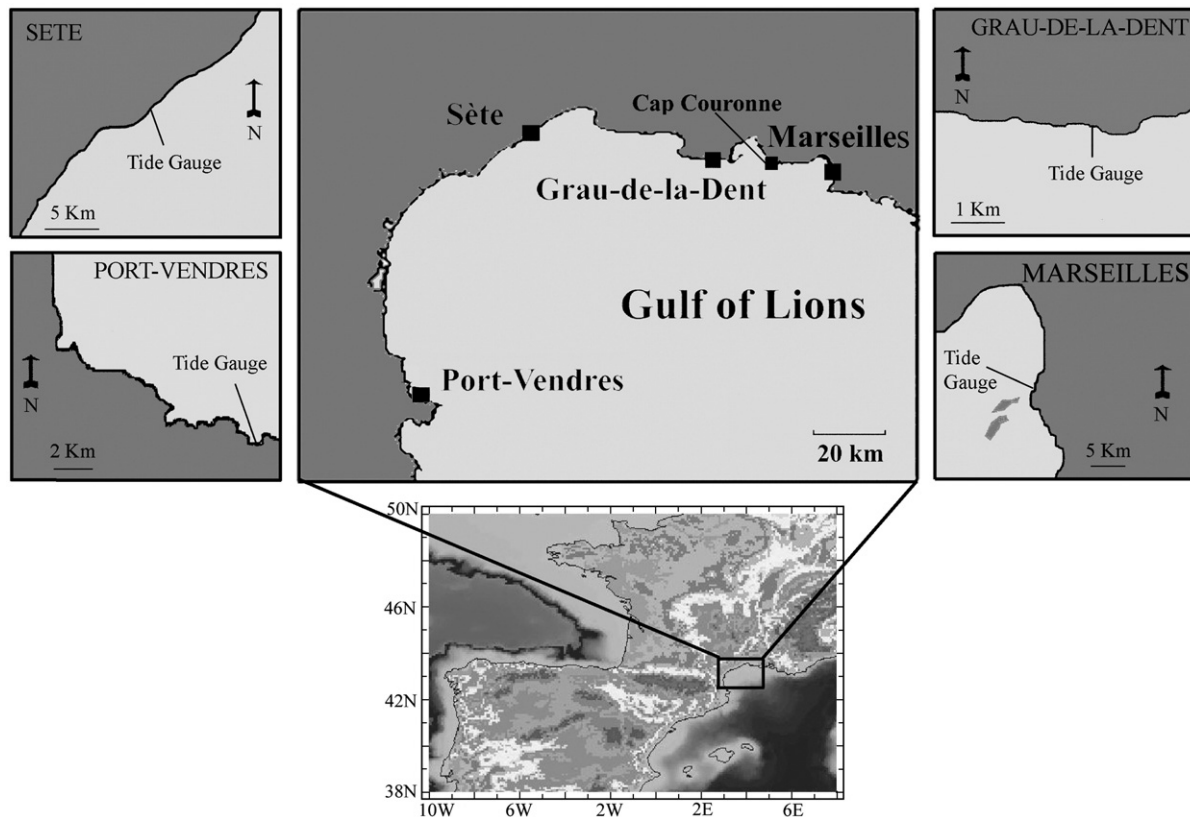 SETE
N
Tide Gauge
5 Km
PORT-VENDRES
Tide Gauge
N
2 Km
Sète
Cap Couronne
Marseilles
Grau-de-la-Dent
Gulf of Lions
Port-Vendres
20 km
GRAU-DE-LA-DENT
N
Tide Gauge
1 Km
MARSEILLES
Tide
Gauge
N
5 Km
50N
46N
42N
38N
10W 6W 2W 2E 6E